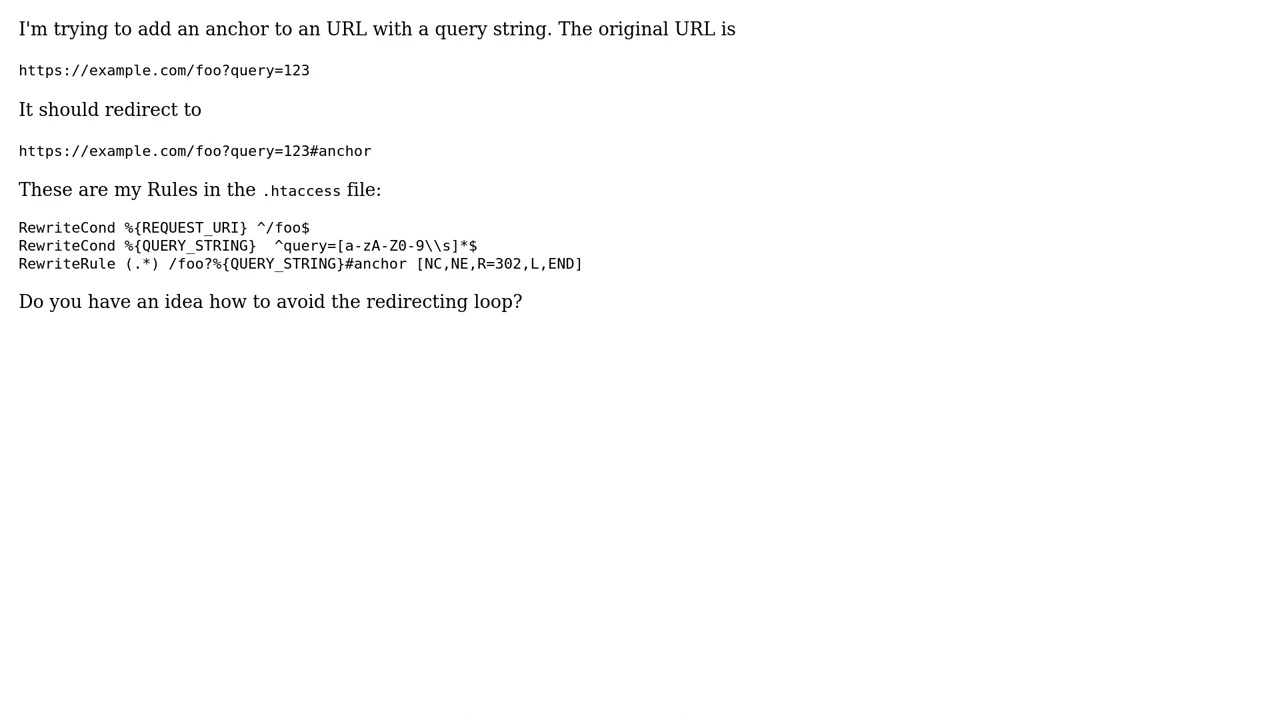 I'm trying to add an anchor to an URL with a query string. The original URL is
https://example.com/foo?query=123
It should redirect to
https://example.com/foo?query=123#anchor
These are my Rules in the .htaccess file:
RewriteCond %{REQUEST_URI} ^/foo$
RewriteCond %{QUERY_STRING}  ^query=[a-zA-Z0-9\\s]*$
RewriteRule (.*) /foo?%{QUERY_STRING}#anchor [NC,NE,R=302,L,END]
Do you have an idea how to avoid the redirecting loop?